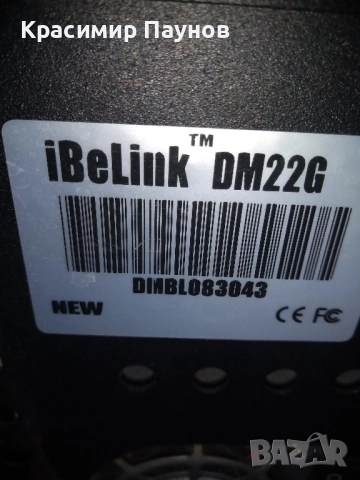 Красимир Паунов
iBeLink™ DM22G
DMBL083043
NEW CE FC
BAZAR